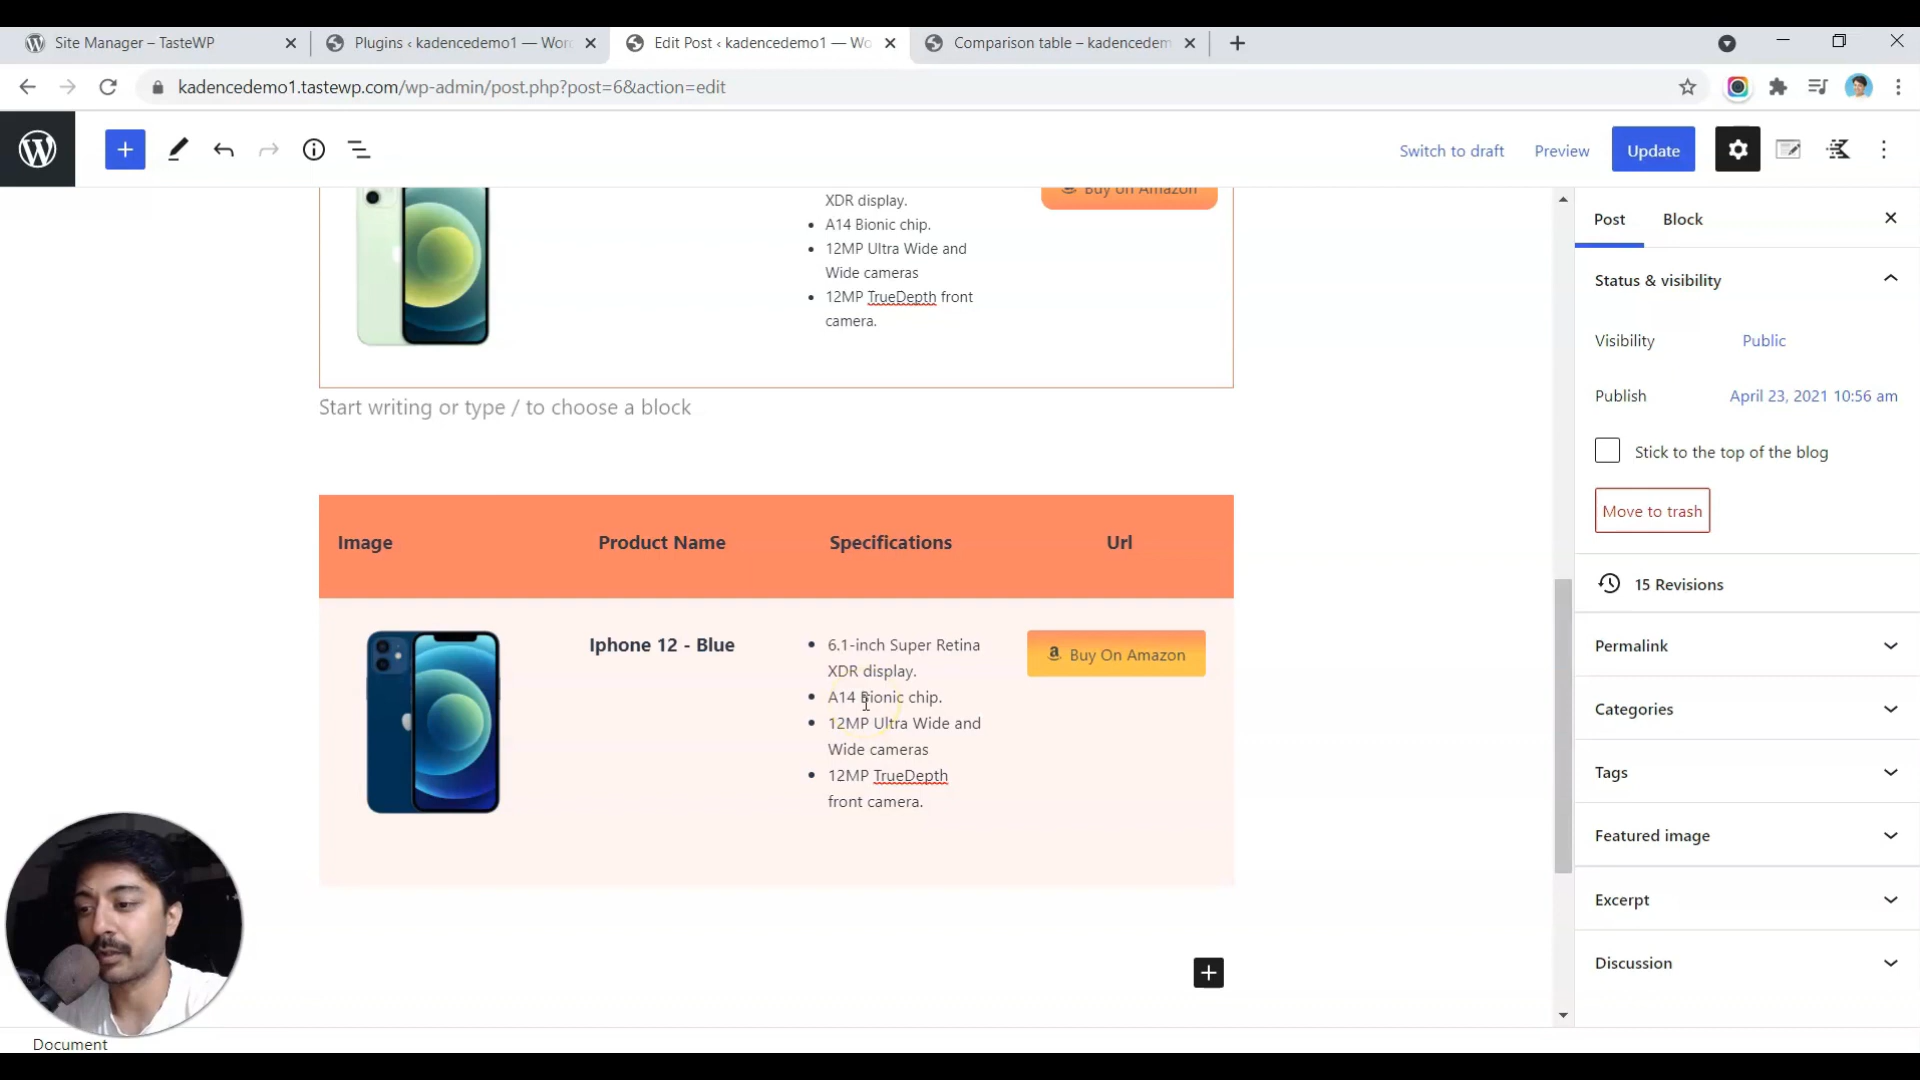 Site Manager – TasteWP
Plugins ‹ kadencedemo1 — Wor
Edit Post ‹ kadencedemo1 — Wo
Comparison table – kadencedem
kadencedemo1.tastewp.com/wp-admin/post.php?post=6&action=edit
Switch to draft
Preview
Update
XDR display.
A14 Bionic chip.
12MP Ultra Wide and
Wide cameras
12MP TrueDepth front
camera.
Buy On Amazon
Start writing or type / to choose a block
Image
Product Name
Specifications
Url
Iphone 12 - Blue
6.1-inch Super Retina
XDR display.
A14 Bionic chip.
12MP Ultra Wide and
Wide cameras
12MP TrueDepth
front camera.
Buy On Amazon
Post
Block
Status & visibility
Visibility
Public
Publish
April 23, 2021 10:56 am
Stick to the top of the blog
Move to trash
15 Revisions
Permalink
Categories
Tags
Featured image
Excerpt
Discussion
Document